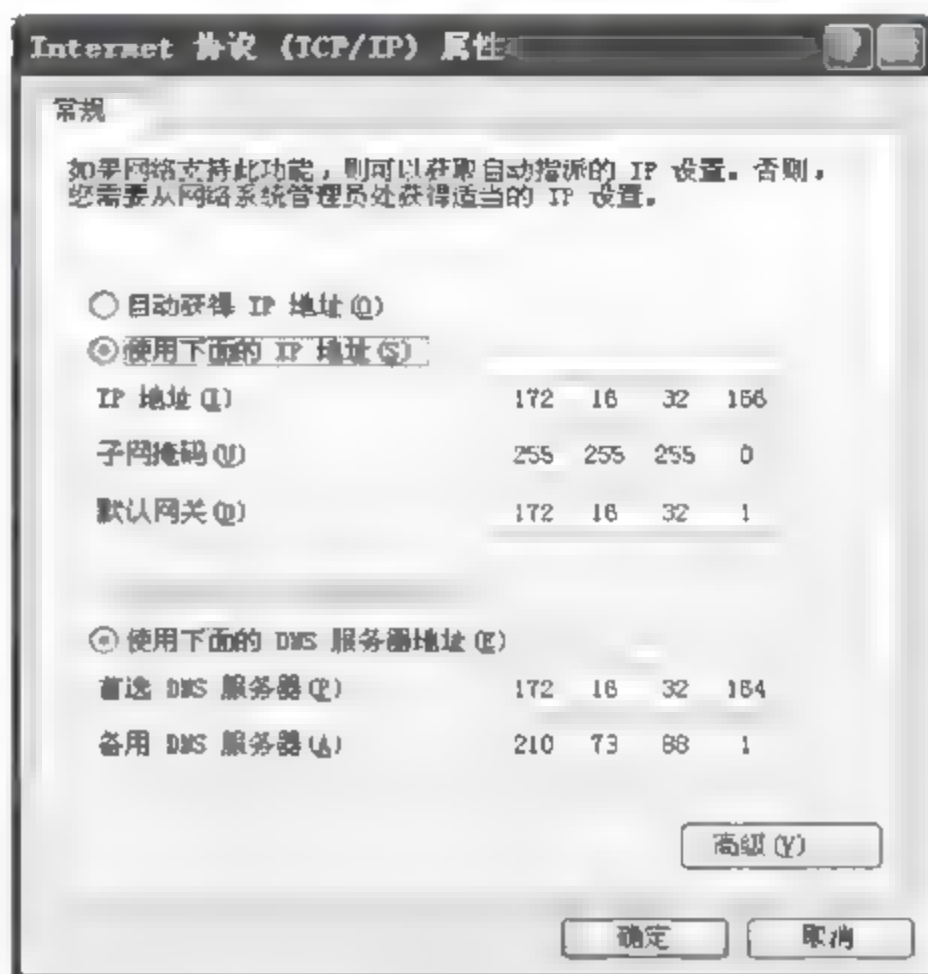 Internet 协议 (TCP/IP) 属性
常规
如果网络支持此功能，则可以获取自动指派的 IP 设置。否则，
您需要从网络系统管理员处获得适当的 IP 设置。
自动获得 IP 地址(O)
使用下面的 IP 地址(S)
IP 地址(I) 172 16 32 166
子网掩码(U) 255 255 255 0
默认网关(D) 172 16 32 1
使用下面的 DNS 服务器地址(E)
首选 DNS 服务器(P) 172 16 32 164
备用 DNS 服务器(A) 210 73 88 1
高级(V)
确定 取消